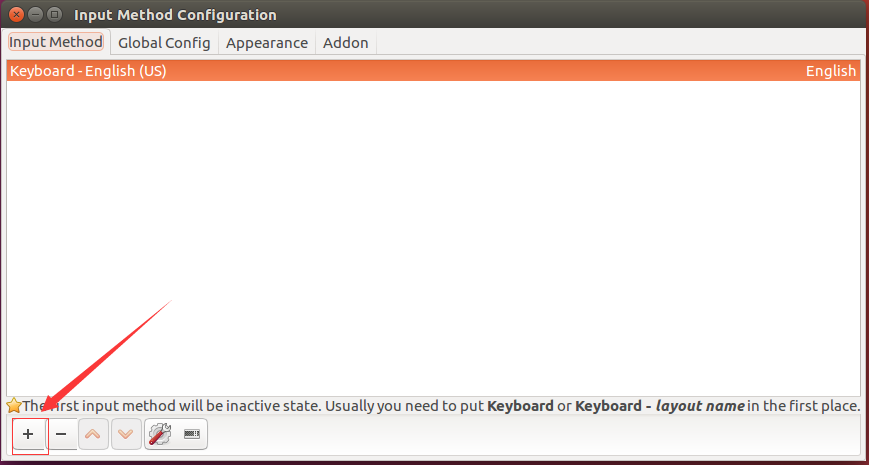 Input Method Configuration
Input Method Global Config Appearance Addon
Keyboard - English (US) English
The first input method will be inactive state. Usually you need to put Keyboard or Keyboard - layout name in the first place.